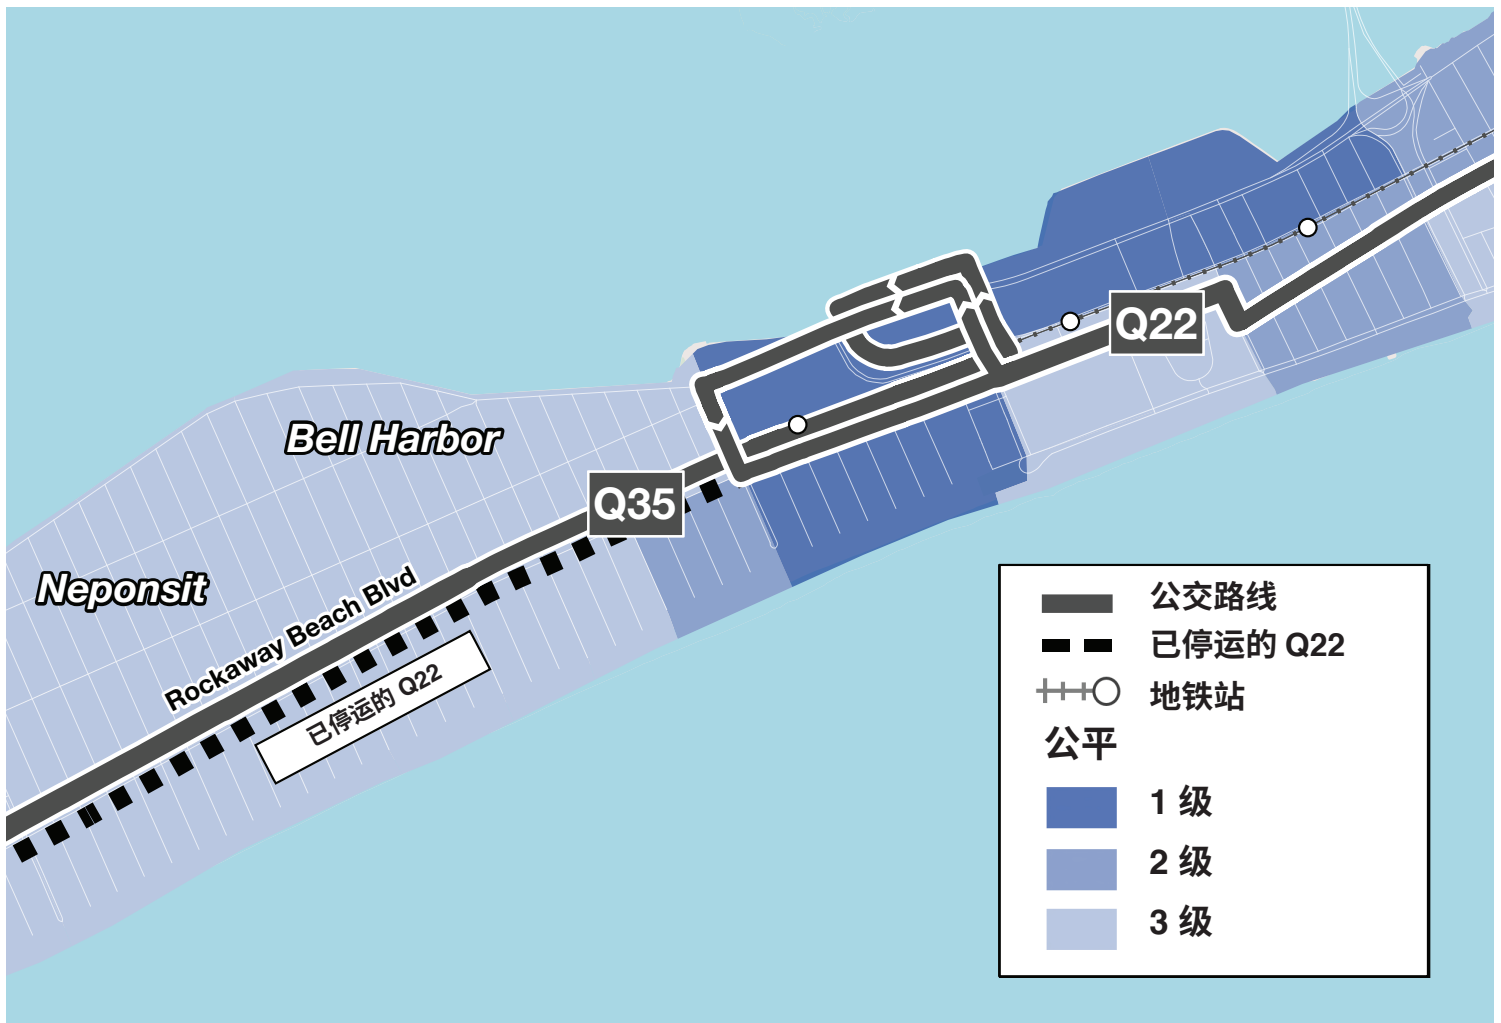 Q22
Bell Harbor
Q35
Neponsit
Rockaway Beach Blvd
已停运的 Q22
公交路线
已停运的 Q22
地铁站
公平
1 级
2 级
3 级